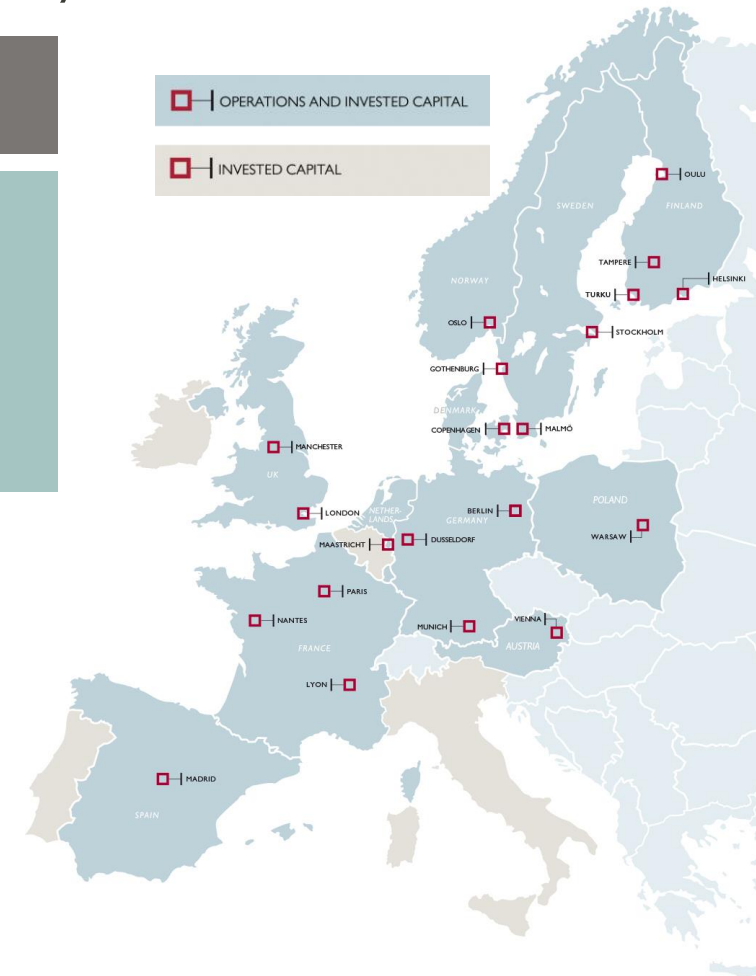 OPERATIONS AND INVESTED CAPITAL
INVESTED CAPITAL
OULU
SWEDEN
FINLAND
TAMPERE
HELSINKI
NORWAY
TURKU
OSLO
STOCKHOLM
GOTHENBURG
DENMARK
COPENHAGEN
MALMÖ
MANCHESTER
UK
POLAND
LONDON
NETHER-
LANDS
BERLIN
GERMANY
WARSAW
MAASTRICHT
DUSSELDORF
PARIS
NANTES
MUNICH
VIENNA
AUSTRIA
FRANCE
LYON
MADRID
SPAIN